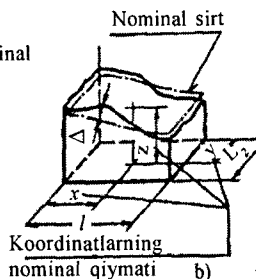 Nominal sirt
inal
Δ
z
y
L₂
x
l
Koordinatlarning
nominal qiymati
b)